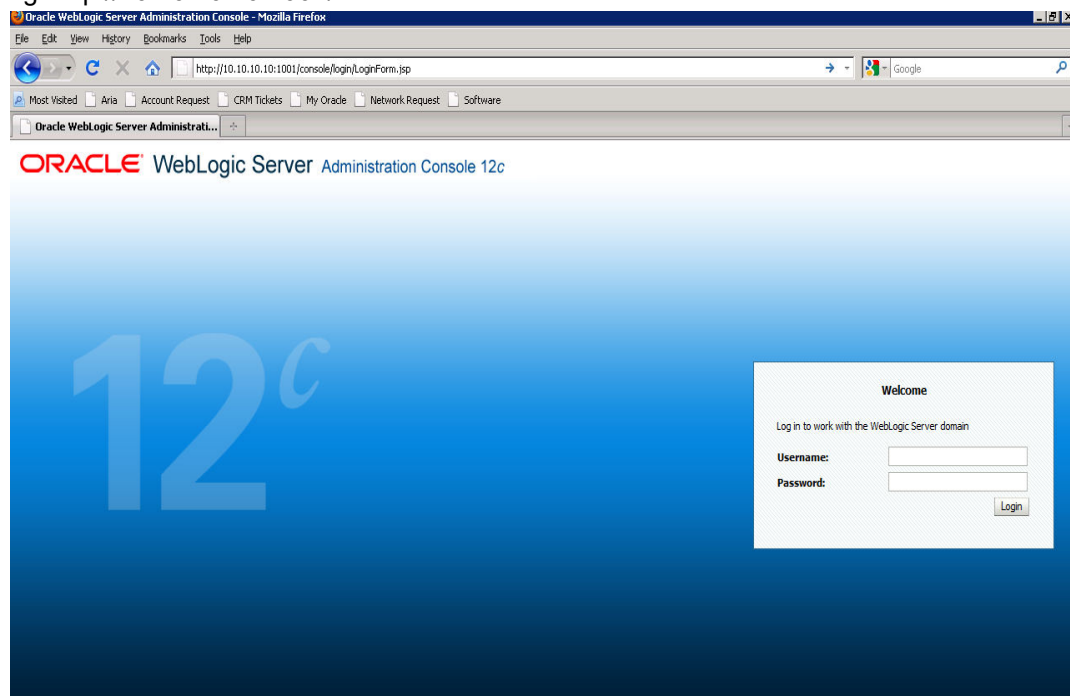 Oracle WebLogic Server Administration Console - Mozilla Firefox
File Edit View History Bookmarks Tools Help
http://10.10.10.10:1001/console/login/LoginForm.jsp
Google
Most Visited Aria Account Request CRM Tickets My Oracle Network Request Software
Oracle WebLogic Server Administrati...
ORACLE WebLogic Server Administration Console 12c
12c
Welcome
Log in to work with the WebLogic Server domain
Username:
Password:
Login